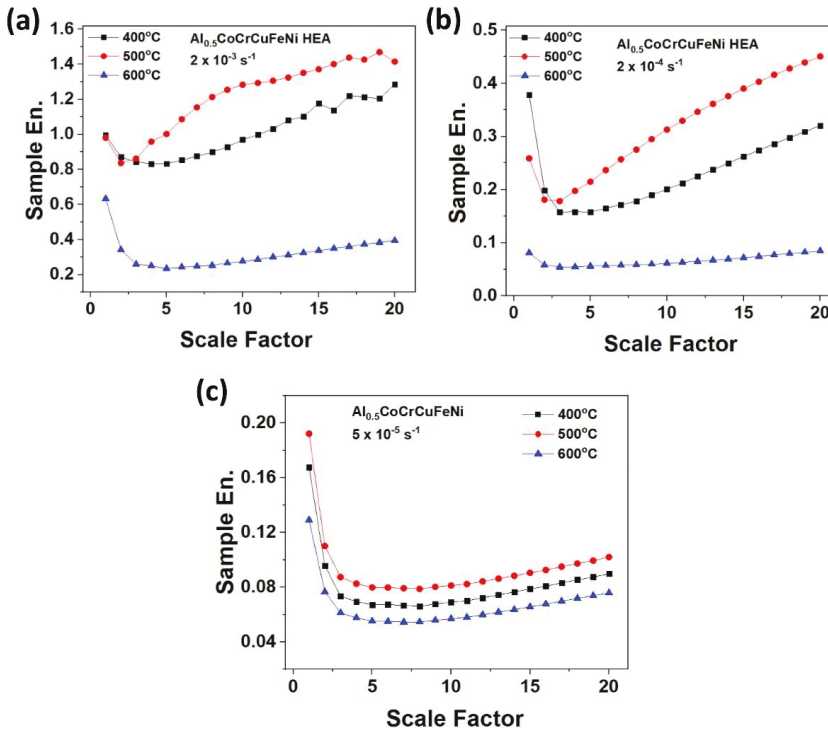 (a)
400°C
500°C
600°C
Al0.5CoCrCuFeNi HEA
2 x 10-3 s-1
1.6
1.4
1.2
1.0
0.8
0.6
0.4
0.2
Sample En.
0 5 10 15 20
Scale Factor
(b)
400°C
500°C
600°C
Al0.5CoCrCuFeNi HEA
2 x 10-4 s-1
0.5
0.4
0.3
0.2
0.1
0.0
Sample En.
0 5 10 15 20
Scale Factor
(c)
Al0.5CoCrCuFeNi
5 x 10-5 s-1
400°C
500°C
600°C
0.20
0.16
0.12
0.08
0.04
Sample En.
0 5 10 15 20
Scale Factor